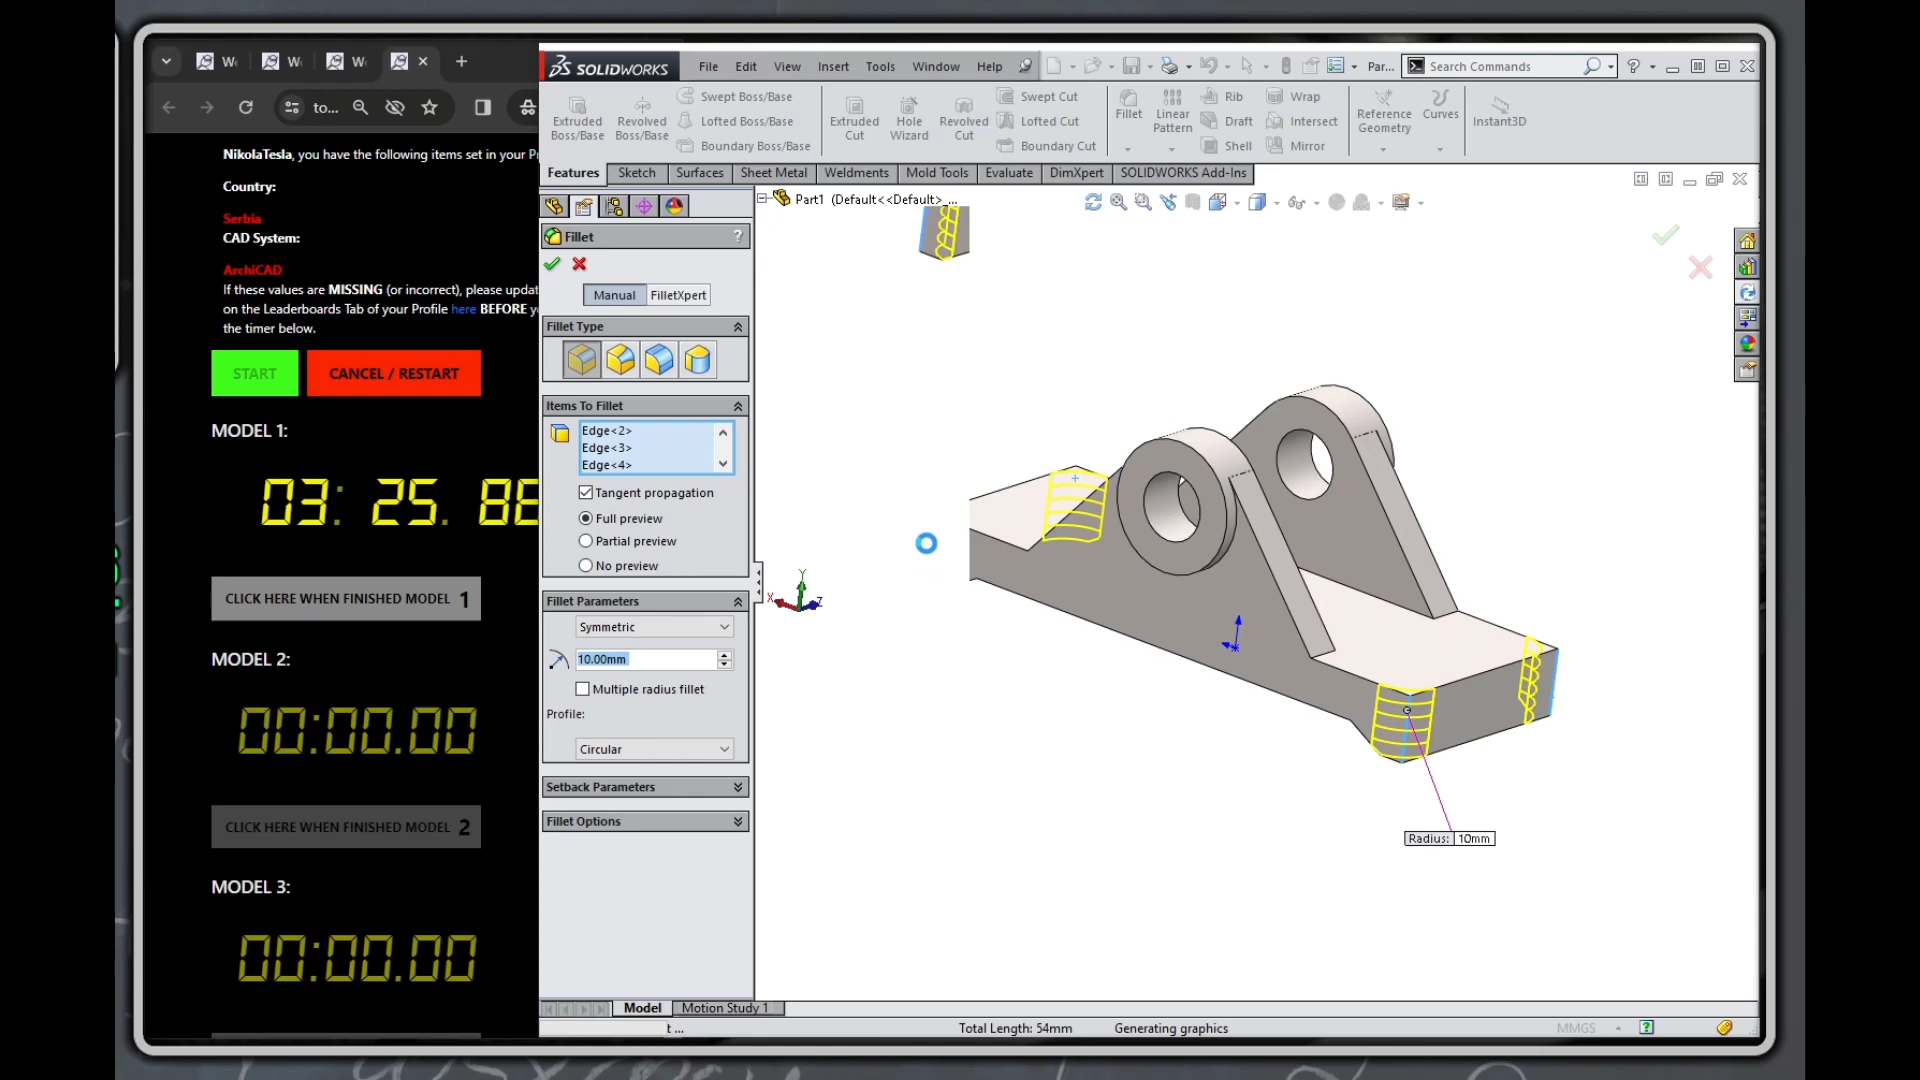 W
W
W
to...
NikolaTesla, you have the following items set in your Pr
Country:
Serbia
CAD System:
ArchiCAD
If these values are MISSING (or incorrect), please updat
on the Leaderboards Tab of your Profile here BEFORE y
the timer below.
START
CANCEL / RESTART
MODEL 1:
03: 25. 88
CLICK HERE WHEN FINISHED MODEL 1
MODEL 2:
00:00.00
CLICK HERE WHEN FINISHED MODEL 2
MODEL 3:
00:00.00
SOLIDWORKS
File Edit View Insert Tools Window Help
Par...
Search Commands
Extruded Boss/Base
Revolved Boss/Base
Swept Boss/Base
Lofted Boss/Base
Boundary Boss/Base
Extruded Cut
Hole Wizard
Revolved Cut
Swept Cut
Lofted Cut
Boundary Cut
Fillet
Linear Pattern
Rib
Draft
Shell
Wrap
Intersect
Mirror
Reference Geometry
Curves
Instant3D
Features Sketch Surfaces Sheet Metal Weldments Mold Tools Evaluate DimXpert SOLIDWORKS Add-Ins
Part1 (Default<<Default>_...
Fillet ?
Manual FilletXpert
Fillet Type
Items To Fillet
Edge<2>
Edge<3>
Edge<4>
Tangent propagation
Full preview
Partial preview
No preview
Fillet Parameters
Symmetric
10.00mm
Multiple radius fillet
Profile:
Circular
Setback Parameters
Fillet Options
Y
X
Z
Radius: 10mm
Model Motion Study 1
t ...
Total Length: 54mm
Generating graphics
MMGS